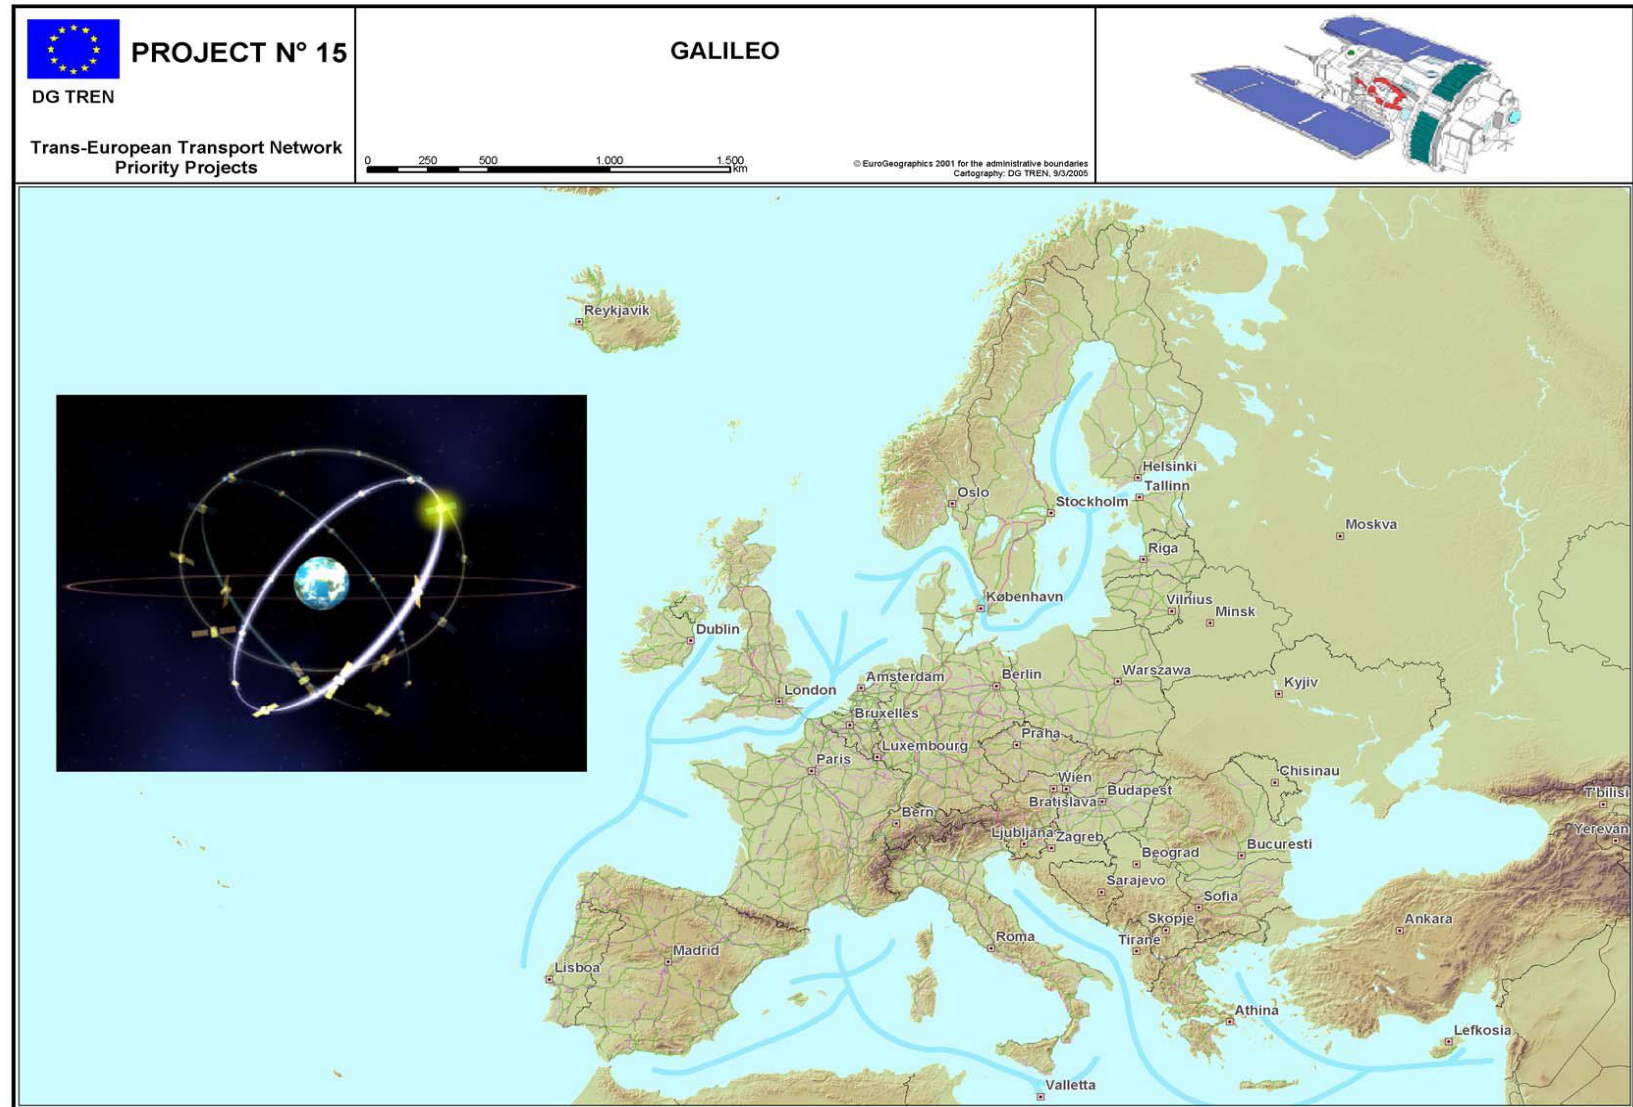 PROJECT N° 15
DG TREN
Trans-European Transport Network
Priority Projects
GALILEO
0 250 500 1.000 1.500
km
© EuroGeographics 2001 for the administrative boundaries
Cartography: DG TREN, 9/3/2005
Reykjavik
Helsinki
Tallinn
Oslo
Stockholm
Moskva
Riga
København
Vilnius
Minsk
Dublin
Amsterdam
Berlin
Warszawa
London
Kyjiv
Bruxelles
Praha
Luxembourg
Paris
Wien
Chisinau
Bratislava
Budapest
T'bilisi
Bern
Ljubljana
Zagreb
Yerevan
Bucuresti
Beograd
Sarajevo
Sofia
Skopje
Ankara
Tirane
Roma
Madrid
Lisboa
Athina
Lefkosia
Valletta